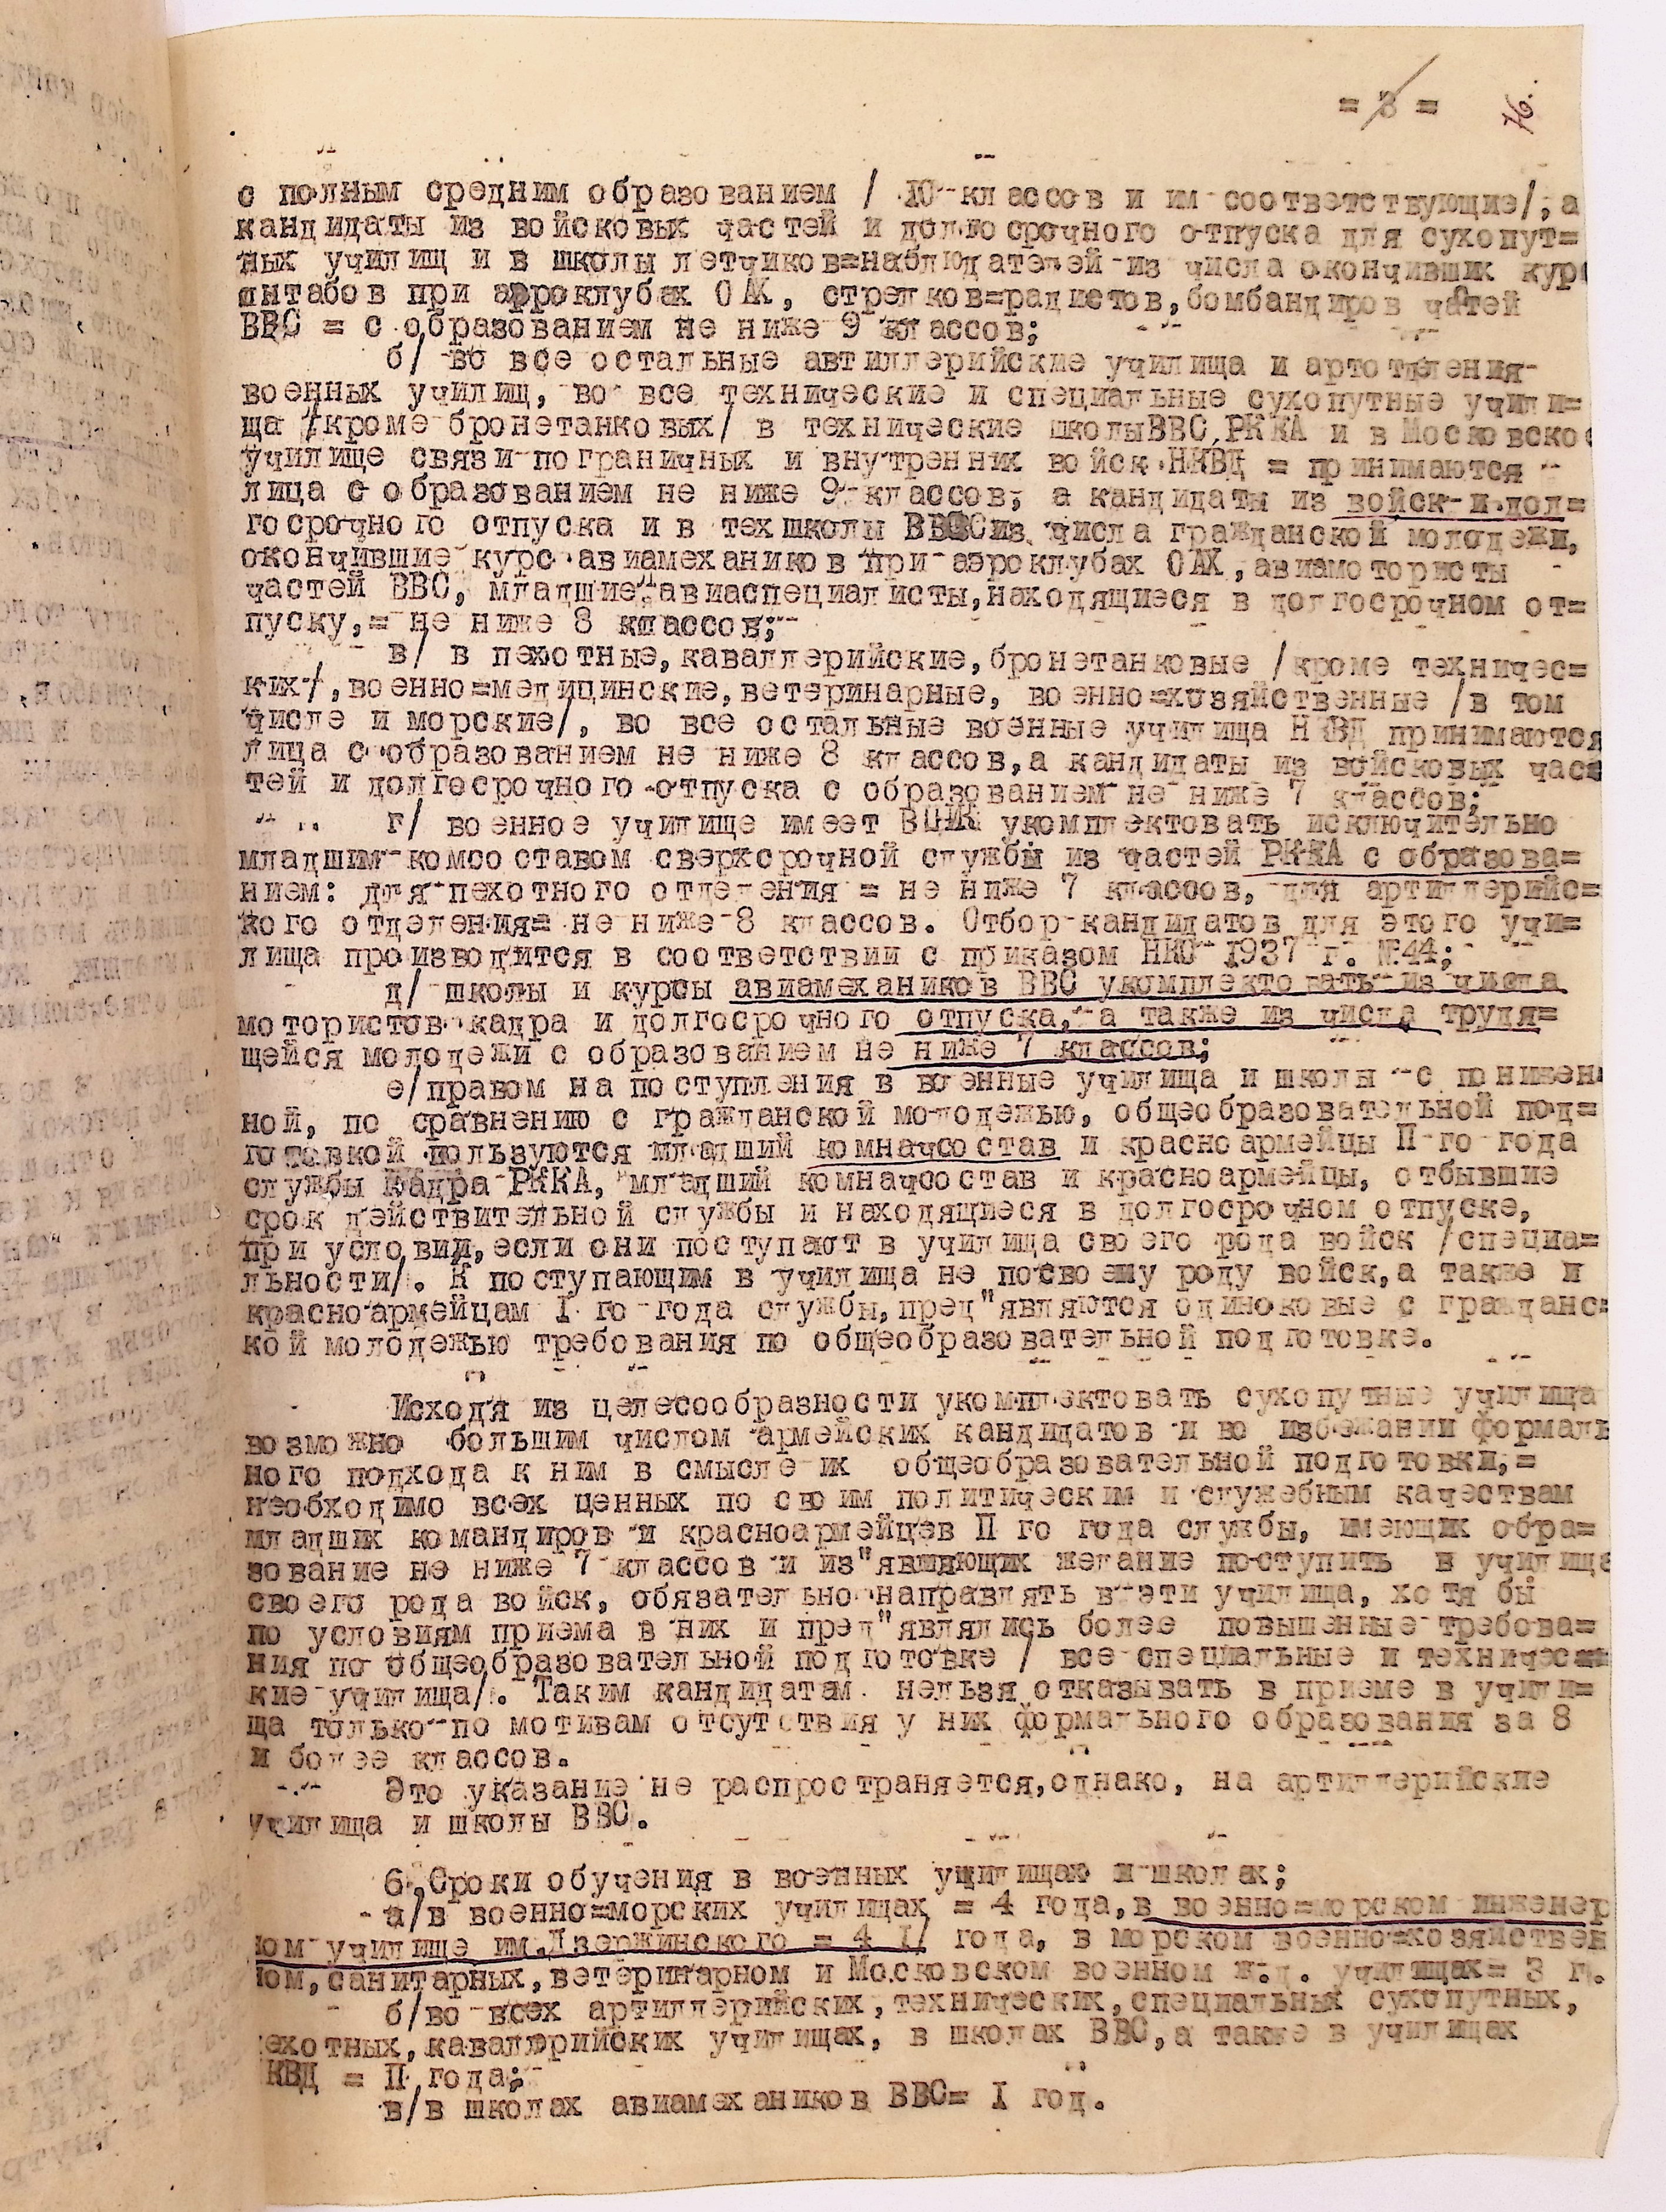 = 3 = 76.
с полным средним образованием / 10 классов и им соответствующие/, а
кандидаты из войсковых частей и долгосрочного отпуска для сухопут=
ных училищ и в школы летчиков=наблюдателей из числа окончивших кур
штабов при аэроклубах ОАХ, стрелков=радистов, бомбандиров частей
ВВС = с образованием не ниже 9 классов;
б/ во все остальные автиллерийские училища и артотделения
военных училищ, во все технические и специальные сухопутные учили=
ща /кроме бронетанковых/ в технические школыВВС РККА и в Московско
училище связи пограничных и внутренних войск НКВД = принимаются
лица с образованием не ниже 9 классов, а кандидаты из войск и дол=
госрочного отпуска и в техшколы ВВС из числа гражданской молодежи,
окончившие курс авиамехаников при аэроклубах ОАХ, авиамотористы
частей ВВС, младшие авиаспециалисты, находящиеся в долгосрочном от=
пуску, = не ниже 8 классов;
в/ в пехотные, каваллерийские, бронетанковые /кроме техничес=
ких/, военно=медицинские, ветеринарные, военно=хозяйственные /в том
числе и морские/, во все остальные военные училища НКВД принимаются
лица с образованием не ниже 8 классов, а кандидаты из войсковых час=
тей и долгосрочного отпуска с образованием не ниже 7 классов;
г/ военное училище имеет ВЦИК укомплектовать исключительно
младшим комсоставом сверхсрочной службы из частей РККА с образова=
нием: для пехотного отделения = не ниже 7 классов, для артиллерийс=
кого отделения= не ниже 8 классов. Отбор кандидатов для этого учи=
лища производится в соответствии с приказом НКО 1937 г. № 44;
д/ школы и курсы авиамехаников ВВС укомплектовать из числа
мотористов кадра и долгосрочного отпуска, а также из числа трудя=
щейся молодежи с образованием не ниже 7 классов;
е/правом на поступления в военные училища и школы с понижен
ной, по сравнению с гражданской молодежью, общеобразовательной под=
готовкой пользуются младший комначсостав и красноармейцы II го года
службы кадра РККА, младший комначсостав и красноармейцы, отбывшие
срок действительной службы и находящиеся в долгосрочном отпуске,
при условии, если они поступают в училища своего рода войск /специа=
льности/. К поступающим в училища не посвоему роду войск, а также и
красноармейцам I го года службы, пред"являются одиноковые с гражданс=
кой молодежью требования по общеобразовательной подготовке.
Исходя из целесообразности укомплектовать сухопутные училища
возможно большим числом армейских кандидатов и во избежании формаль
ного подхода к ним в смысле их общеобразовательной подготовки, =
необходимо всех ценных по своим политическим и служебным качествам
младших командиров и красноармейцев II го года службы, имеющих обра=
зование не ниже 7 классов и из"являющих желание поступить в училища
своего рода войск, обязательно направлять в эти училища, хотя бы
по условиям приема в них и пред"являлись более повышенные требова=
ния по общеобразовательной подготовке / все специальные и техничес=
кие училища/. Таким кандидатам нельзя отказывать в приеме в учили=
ща только по мотивам отсутствия у них формального образования за 8
и более классов.
Это указание не распространяется, однако, на артиллерийские
училища и школы ВВС.
6. Сроки обучения в военных училищах и школах;
а/в военно=морских училищах = 4 года, в военно=морском инженер
ном училище им.Дзержинского = 4 I/ года, в морском военно=хозяйствен
ном, санитарных, ветеринарном и Московском военном ж.д. училищах= 3 г.
б/во всех артиллерийских, технических, специальных сухопутных,
пехотных, каваллерийских училищах, в школах ВВС, а также в училищах
НКВД = II года;
в/в школах авиамехаников ВВС= I год.